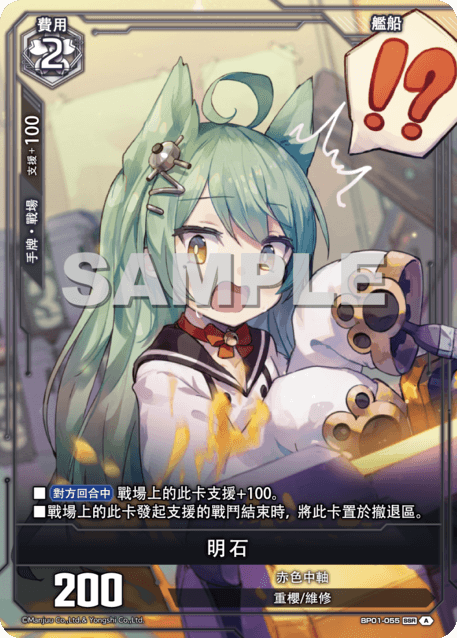 費用
艦船
2
!?
支援+100
手牌・戰場
SAMPLE
■ 對方回合中 戰場上的此卡支援+100。
■戰場上的此卡發起支援的戰鬥結束時，將此卡置於撤退區。
明石
200
赤色中軸
重櫻/維修
©Manjuu Co.,Ltd & Yongshi Co.,Ltd.
BP01-055 SSR A